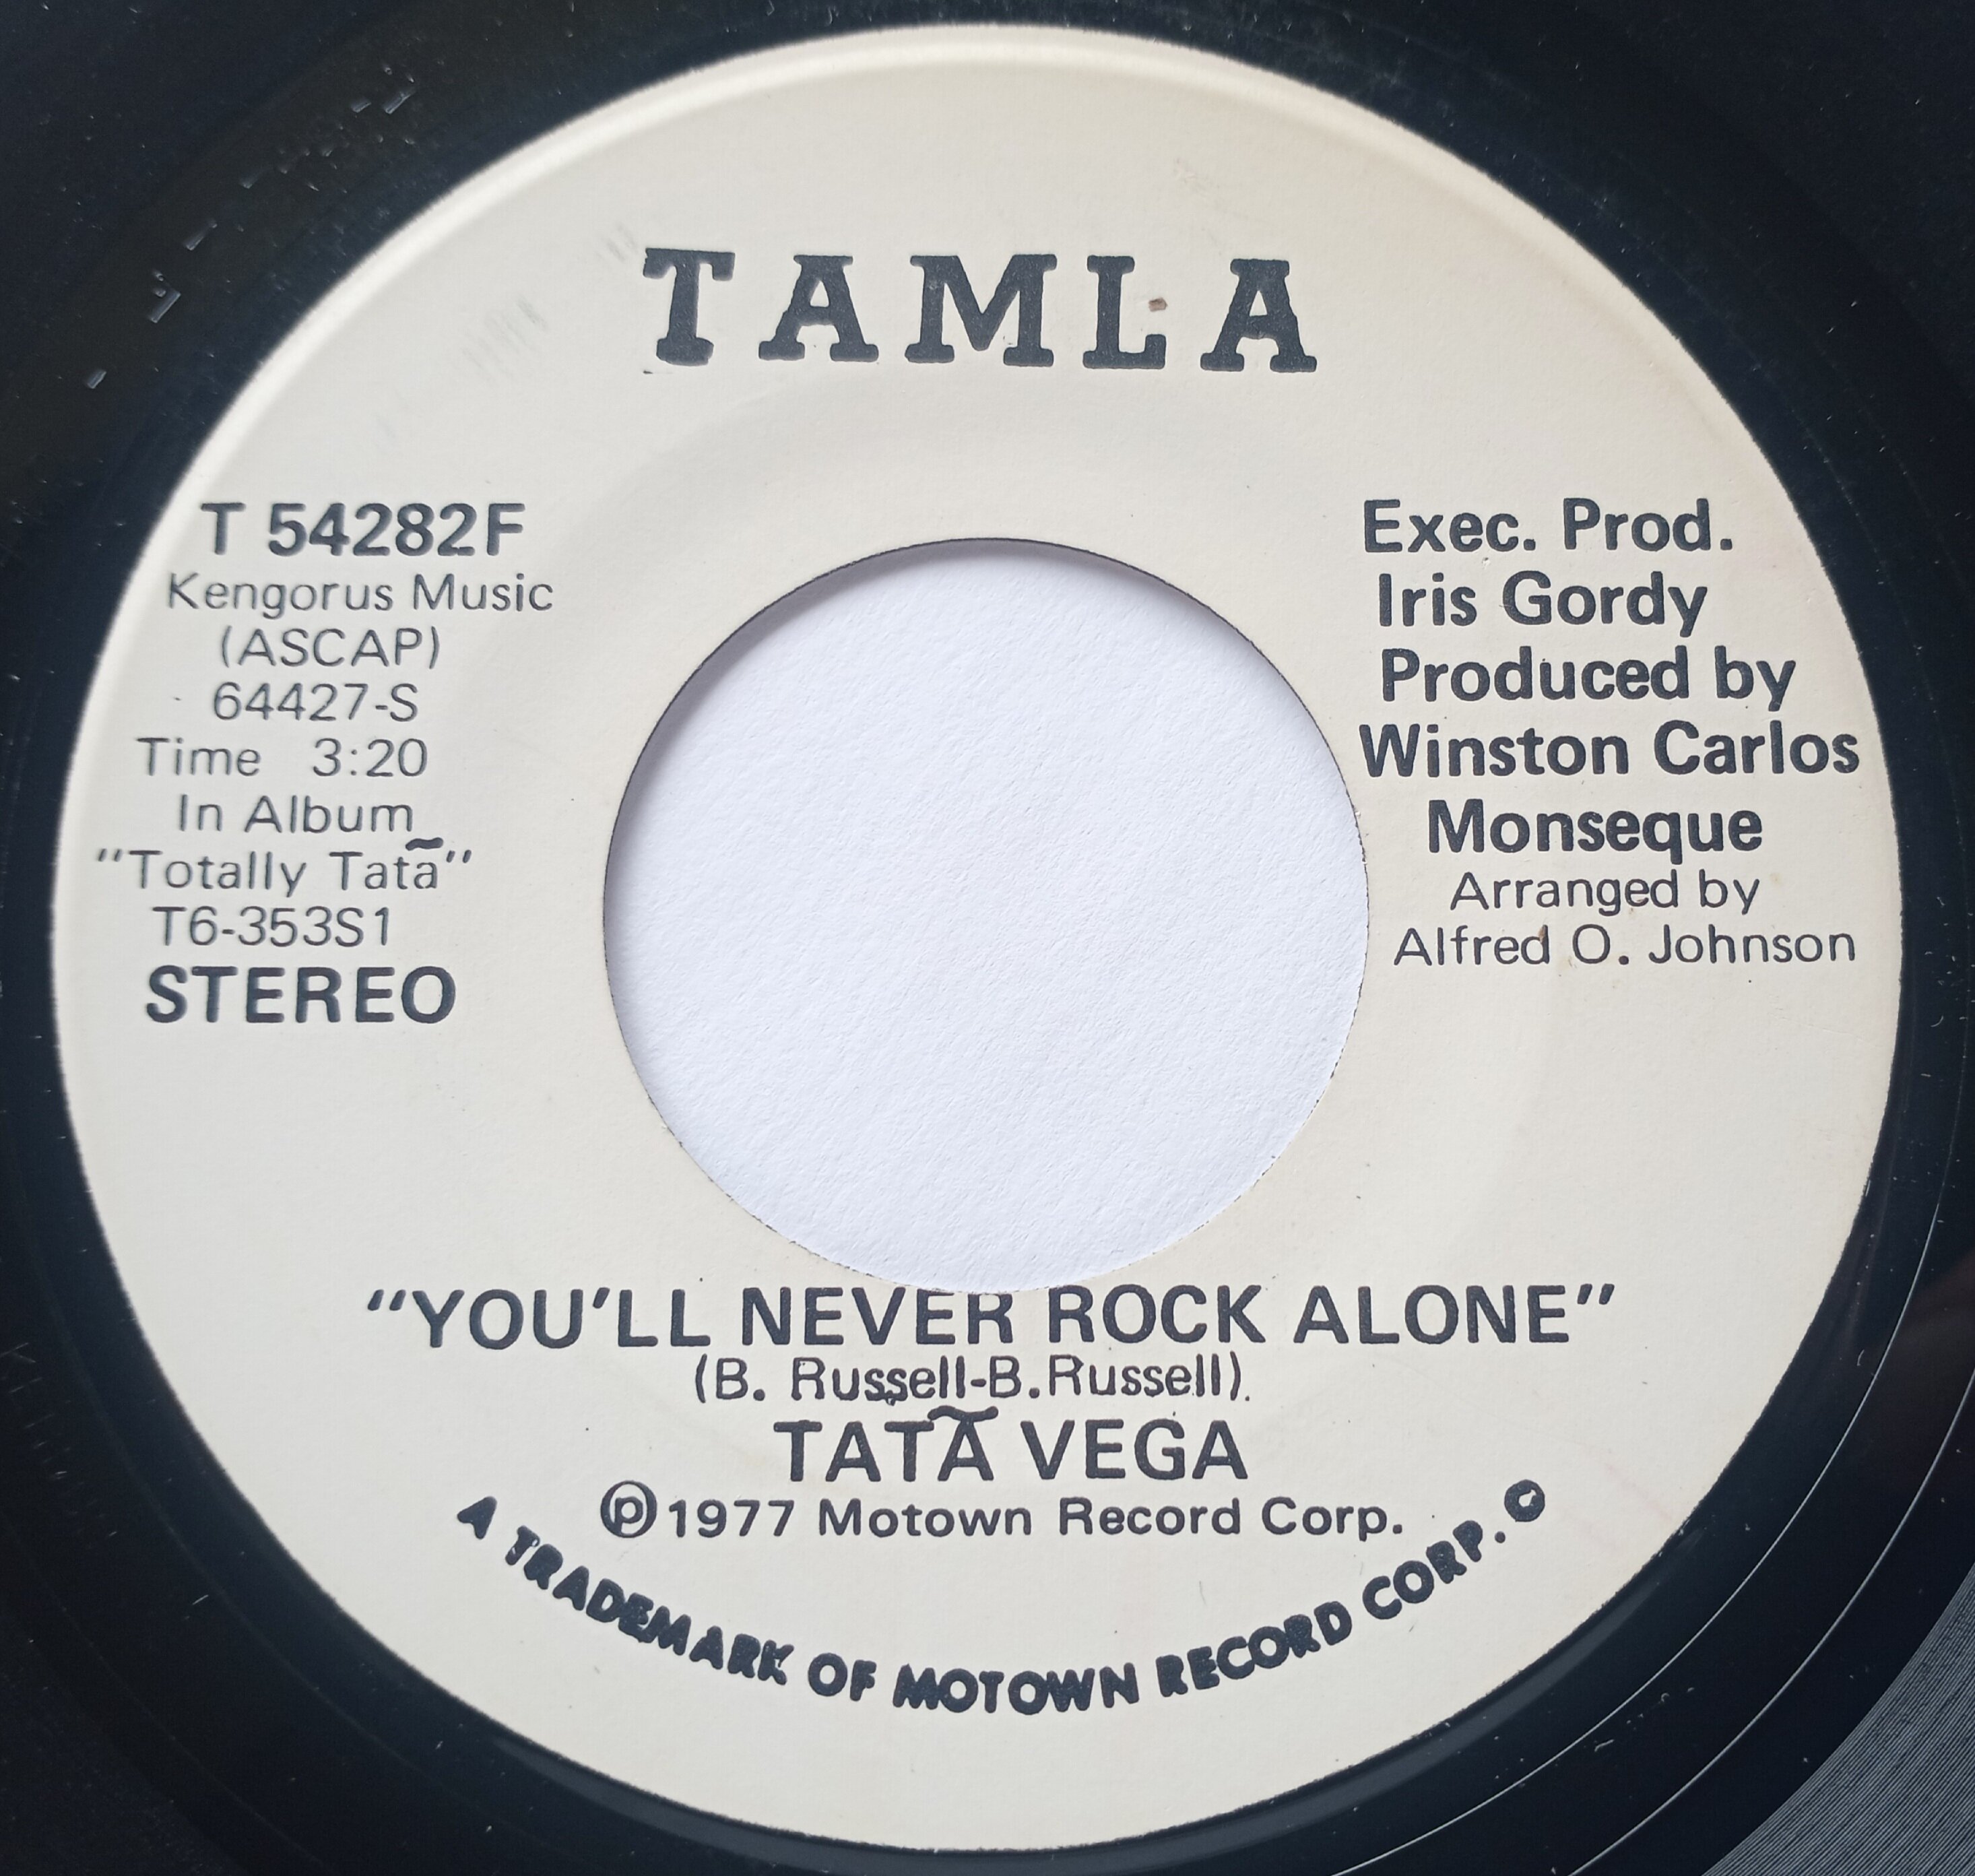 TAMLA
T 54282F
Kengorus Music
(ASCAP)
64427-S
Time 3:20
In Album
"Totally Tatã"
T6-353S1
STEREO
Exec. Prod.
Iris Gordy
Produced by
Winston Carlos
Monseque
Arranged by
Alfred O. Johnson
"YOU'LL NEVER ROCK ALONE"
(B. Russell-B.Russell)
TATÃ VEGA
℗1977 Motown Record Corp.
A TRADEMARK OF MOTOWN RECORD CORP. ©